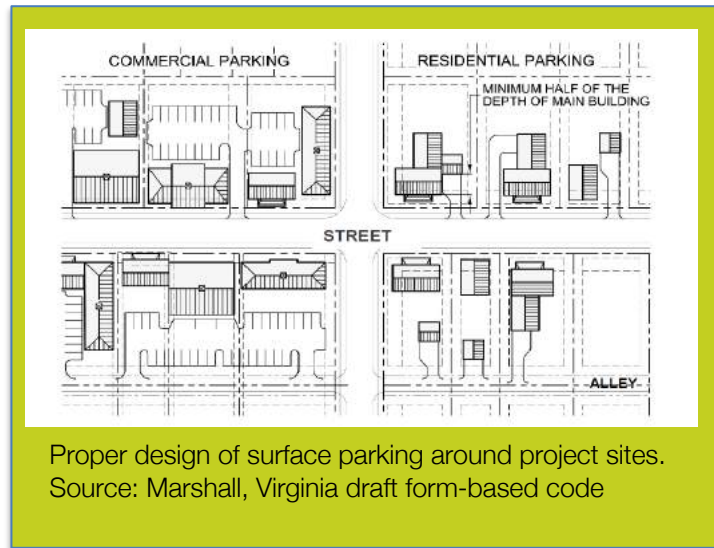 COMMERCIAL PARKING
RESIDENTIAL PARKING
MINIMUM HALF OF THE
DEPTH OF MAIN BUILDING
STREET
ALLEY
Proper design of surface parking around project sites.
Source: Marshall, Virginia draft form-based code